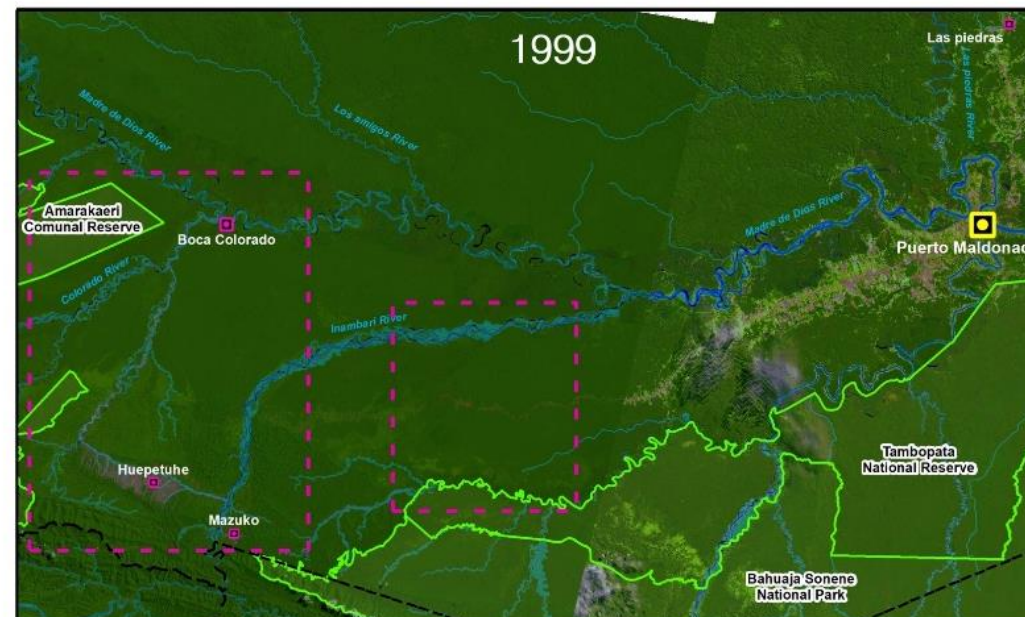 1999
Las piedras
Las piedras River
Madre de Dios River
Los amigos River
Amarakaeri
Comunal Reserve
Boca Colorado
Madre de Dios River
Puerto Maldonad
Colorado River
Inambari River
Huepetuhe
Mazuko
Tambopata
National Reserve
Bahuaja Sonene
National Park